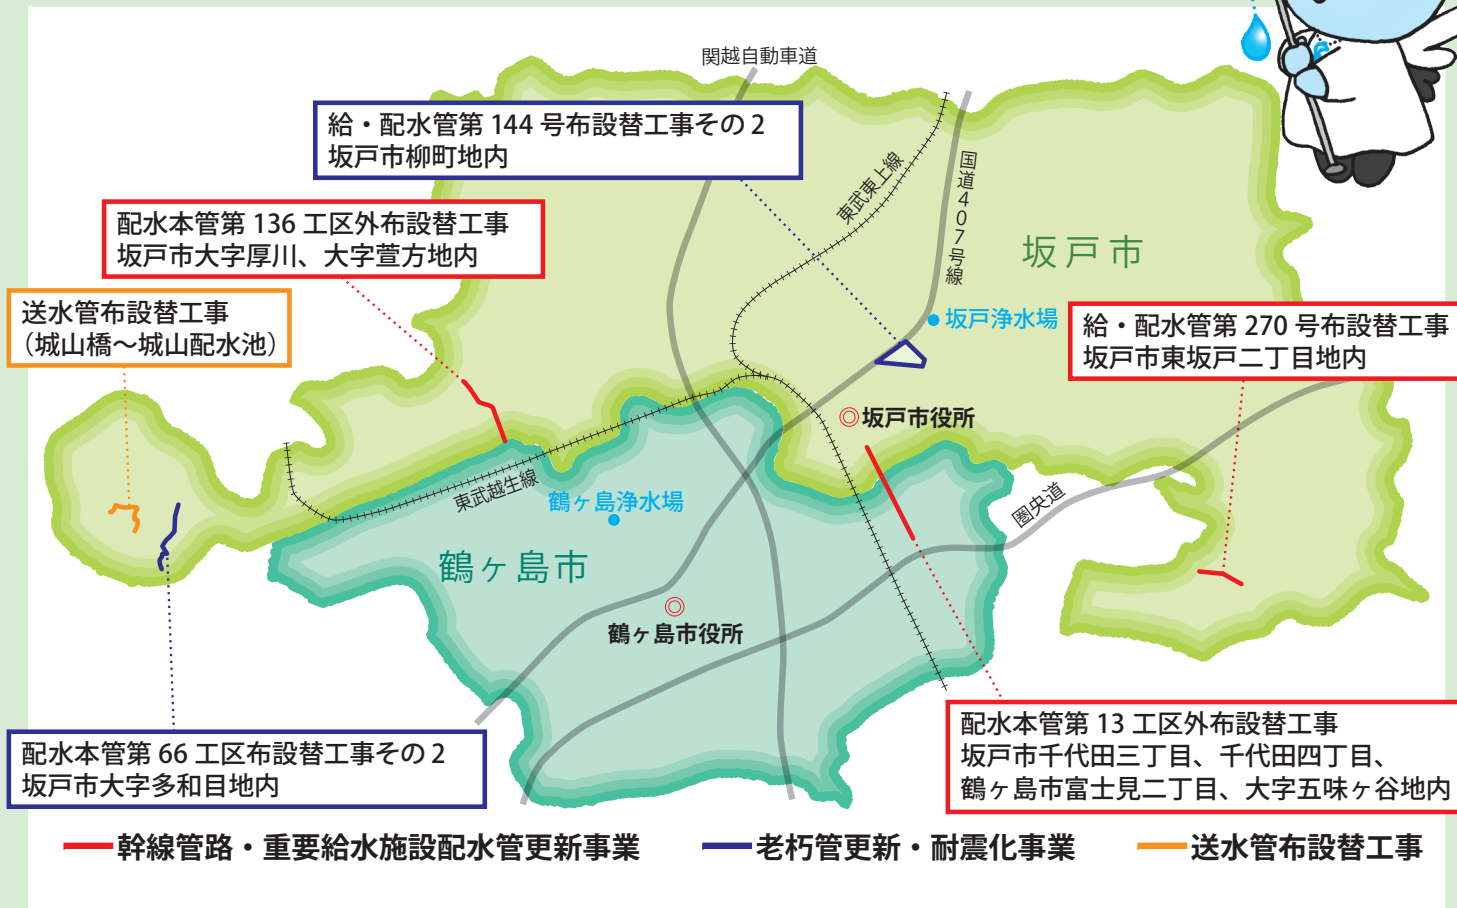 関越自動車道
給・配水管第 144 号布設替工事その 2
坂戸市柳町地内
東武東上線
国道407号線
配水本管第 136 工区外布設替工事
坂戸市大字厚川、大字萱方地内
坂戸市
送水管布設替工事
（城山橋〜城山配水池）
坂戸浄水場
給・配水管第 270 号布設替工事
坂戸市東坂戸二丁目地内
坂戸市役所
東武越生線
鶴ヶ島浄水場
圏央道
鶴ヶ島市
鶴ヶ島市役所
配水本管第 66 工区布設替工事その 2
坂戸市大字多和目地内
配水本管第 13 工区外布設替工事
坂戸市千代田三丁目、千代田四丁目、
鶴ヶ島市富士見二丁目、大字五味ヶ谷地内
幹線管路・重要給水施設配水管更新事業
老朽管更新・耐震化事業
送水管布設替工事